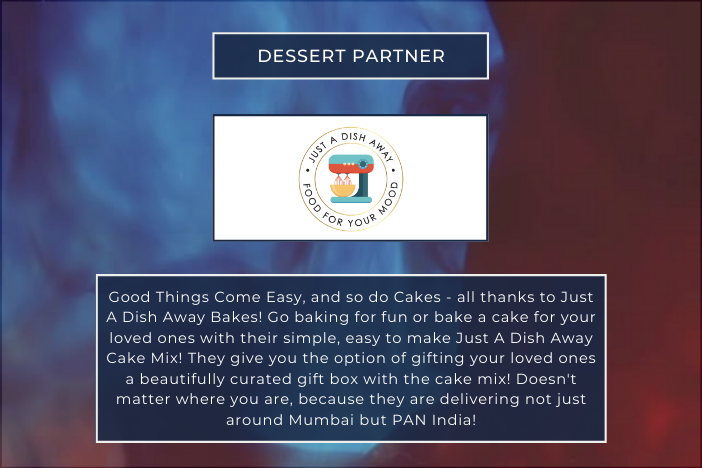 DESSERT PARTNER
• JUST A DISH AWAY •
FOOD FOR YOUR MOOD
Good Things Come Easy, and so do Cakes - all thanks to Just
A Dish Away Bakes! Go baking for fun or bake a cake for your
loved ones with their simple, easy to make Just A Dish Away
Cake Mix! They give you the option of gifting your loved ones
a beautifully curated gift box with the cake mix! Doesn't
matter where you are, because they are delivering not just
around Mumbai but PAN India!